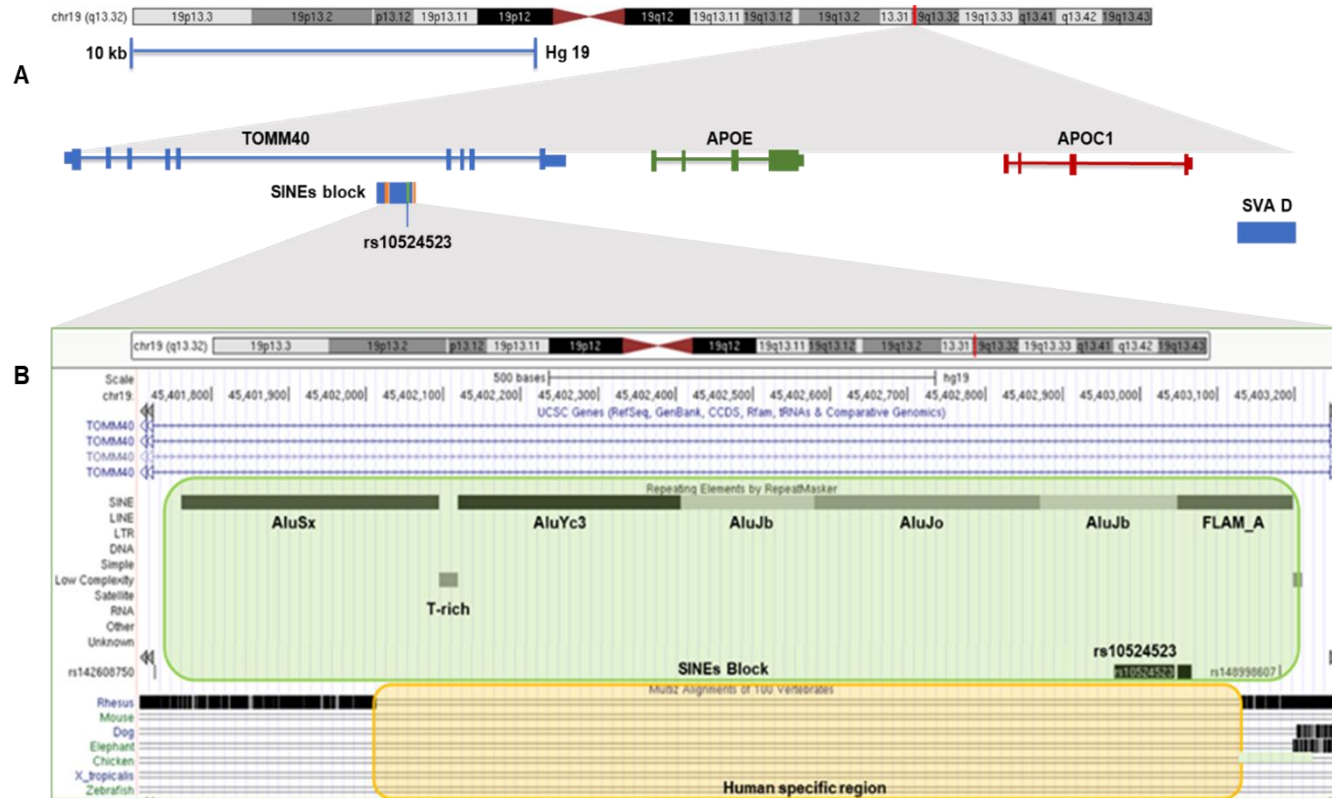 chr19 (q13.32) 19p13.3 19p13.2 p13.12 19p13.11 19p12 19q12 19q13.11 19q13.12 19q13.2 13.31 9q13.32 19q13.33 q13.41 q13.42 19q13.43
10 kb Hg 19
A
TOMM40 APOE APOC1
SINEs block
SVA D
rs10524523
chr19 (q13.32) 19p13.3 19p13.2 p13.12 19p13.11 19p12 19q12 19q13.11 19q13.12 19q13.2 13.31 9q13.32 19q13.33 q13.41 q13.42 19q13.43
B
Scale 500 bases hg19
chr19: 45,401,800 45,401,900 45,402,000 45,402,100 45,402,200 45,402,300 45,402,400 45,402,500 45,402,600 45,402,700 45,402,800 45,402,900 45,403,000 45,403,100 45,403,200
UCSC Genes (RefSeq, GenBank, CCDS, Rfam, tRNAs & Comparative Genomics)
TOMM40
TOMM40
TOMM40
TOMM40
Repeating Elements by RepeatMasker
SINE
AluSx AluYc3 AluJb AluJo AluJb FLAM_A
LINE
LTR
DNA
Simple
Low Complexity
Satellite
T-rich
RNA
Other
Unknown
rs10524523
SINEs Block
rs142608750 rs10524523 rs148998607
Multiz Alignments of 100 Vertebrates
Rhesus
Mouse
Dog
Elephant
Chicken
X_tropicalis
Zebrafish
Human specific region